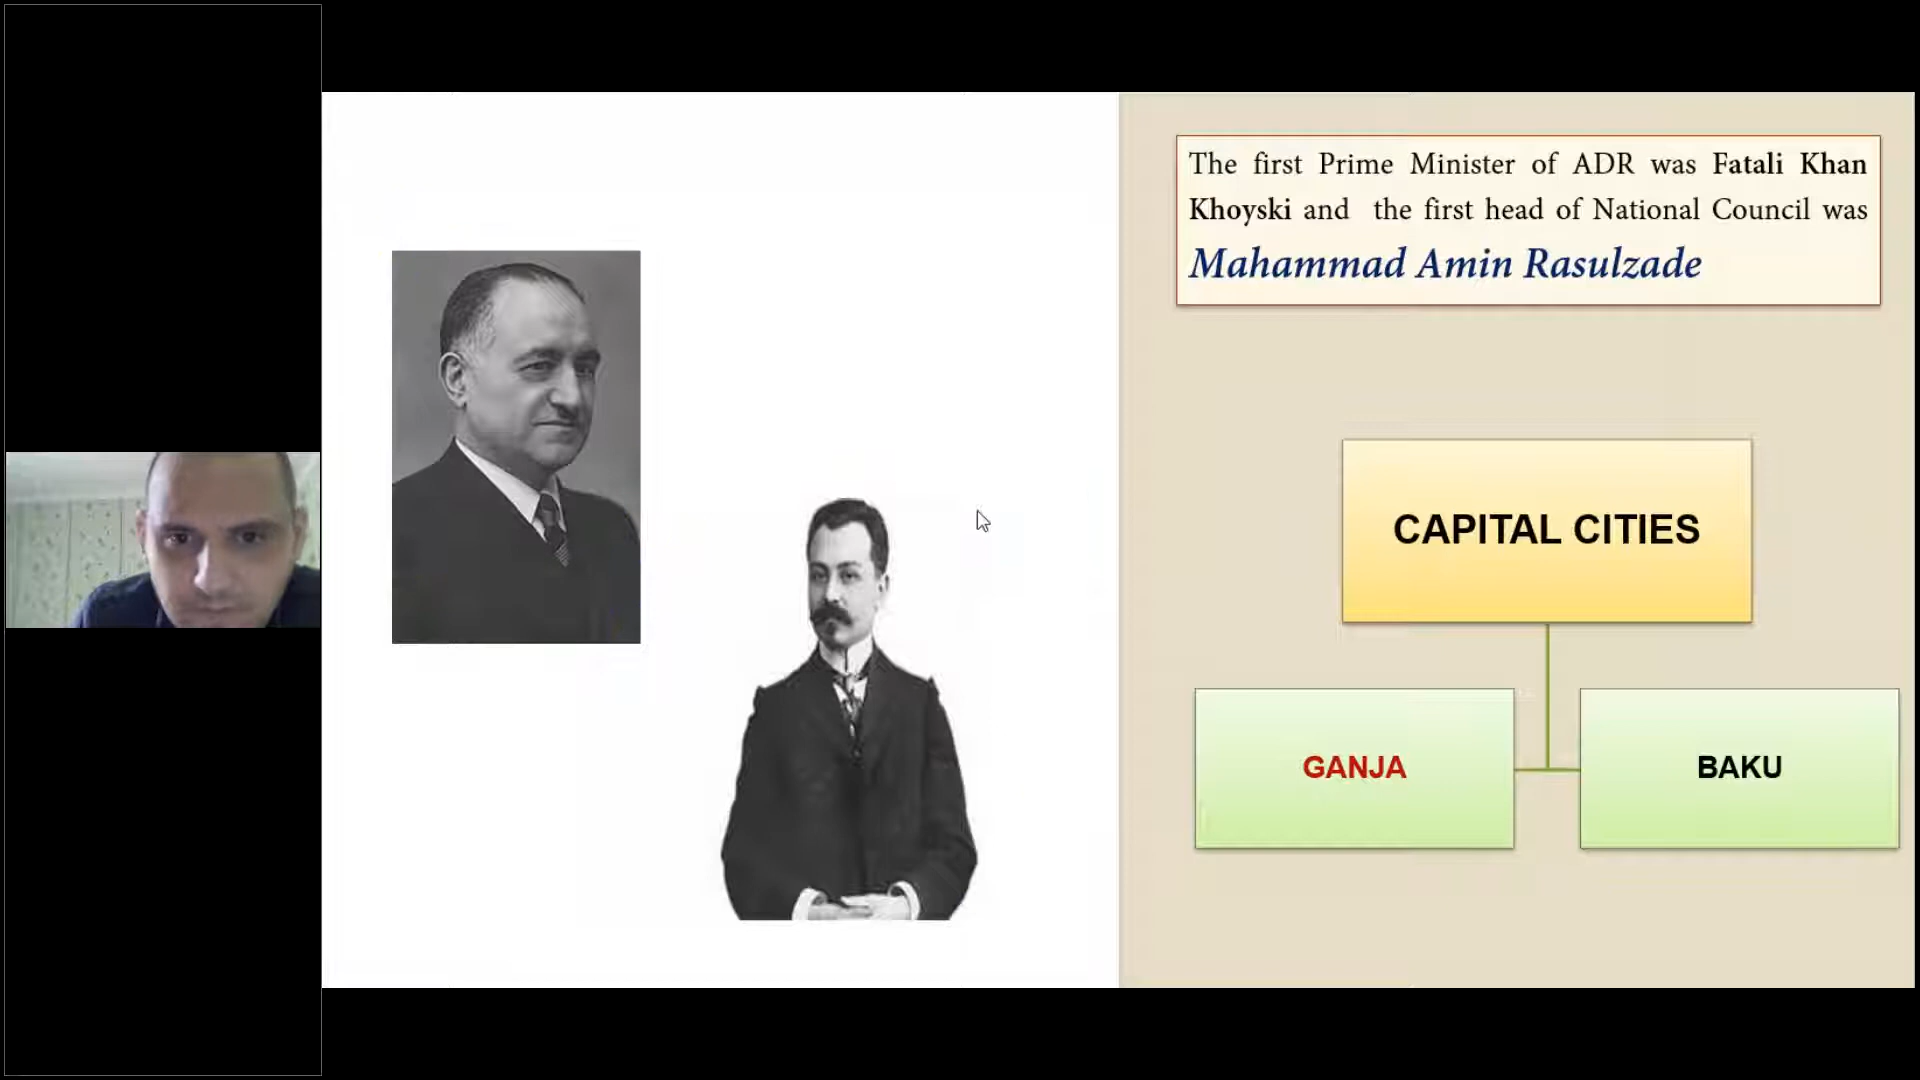 The first Prime Minister of ADR was Fatali Khan
Khoyski and the first head of National Council was
Mahammad Amin Rasulzade
CAPITAL CITIES
GANJA
BAKU